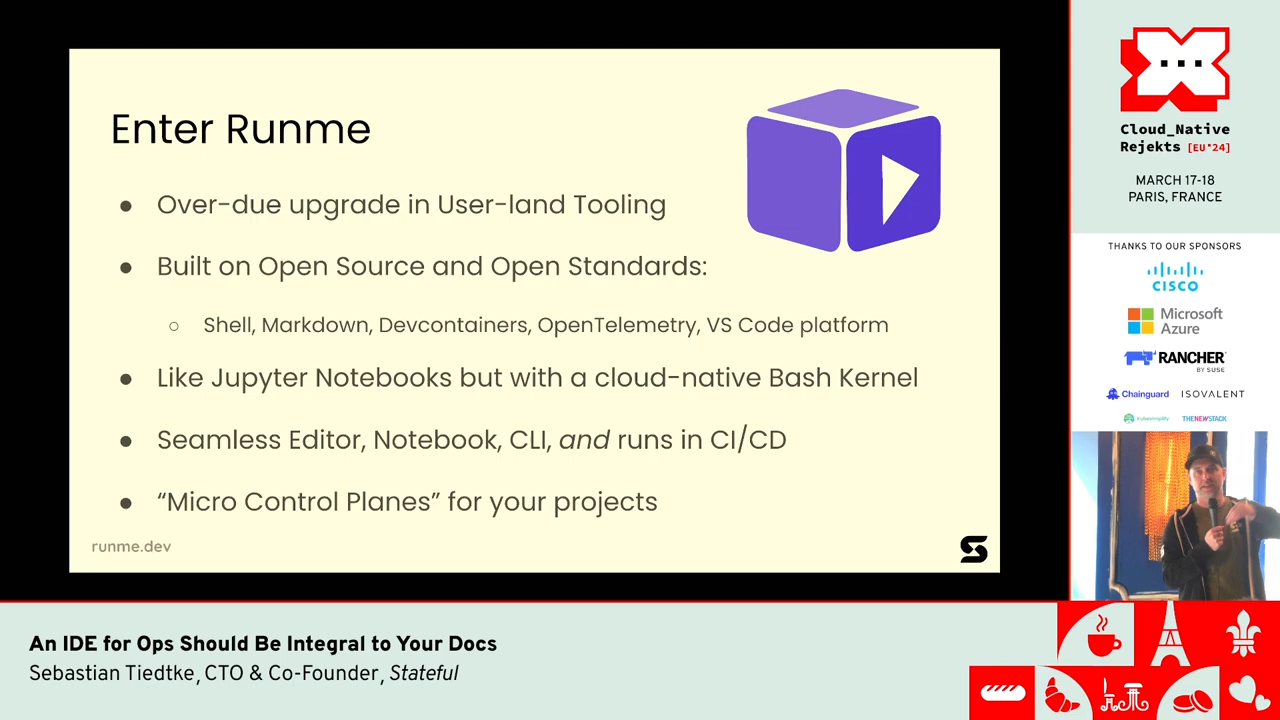 Enter Runme
● Over-due upgrade in User-land Tooling
● Built on Open Source and Open Standards:
○ Shell, Markdown, Devcontainers, OpenTelemetry, VS Code platform
● Like Jupyter Notebooks but with a cloud-native Bash Kernel
● Seamless Editor, Notebook, CLI, and runs in CI/CD
● “Micro Control Planes” for your projects
runme.dev
Cloud_Native
Rejekts [EU'24]
MARCH 17-18
PARIS, FRANCE
THANKS TO OUR SPONSORS
CISCO
Microsoft
Azure
RANCHER
BY SUSE
Chainguard
ISOVALENT
Kubesimplify
THENEWSTACK
An IDE for Ops Should Be Integral to Your Docs
Sebastian Tiedtke, CTO & Co-Founder, Stateful